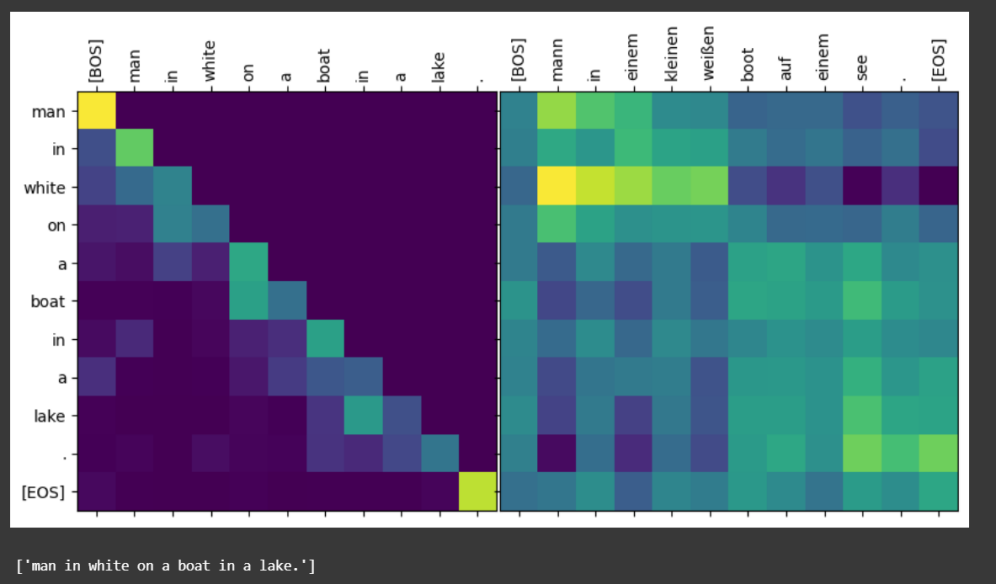 [BOS] man in white on a boat in a lake . [BOS] mann in einem kleinen weißen boot auf einem see . [EOS]
man
in
white
on
a
boat
in
a
lake
.
[EOS]
['man in white on a boat in a lake.']